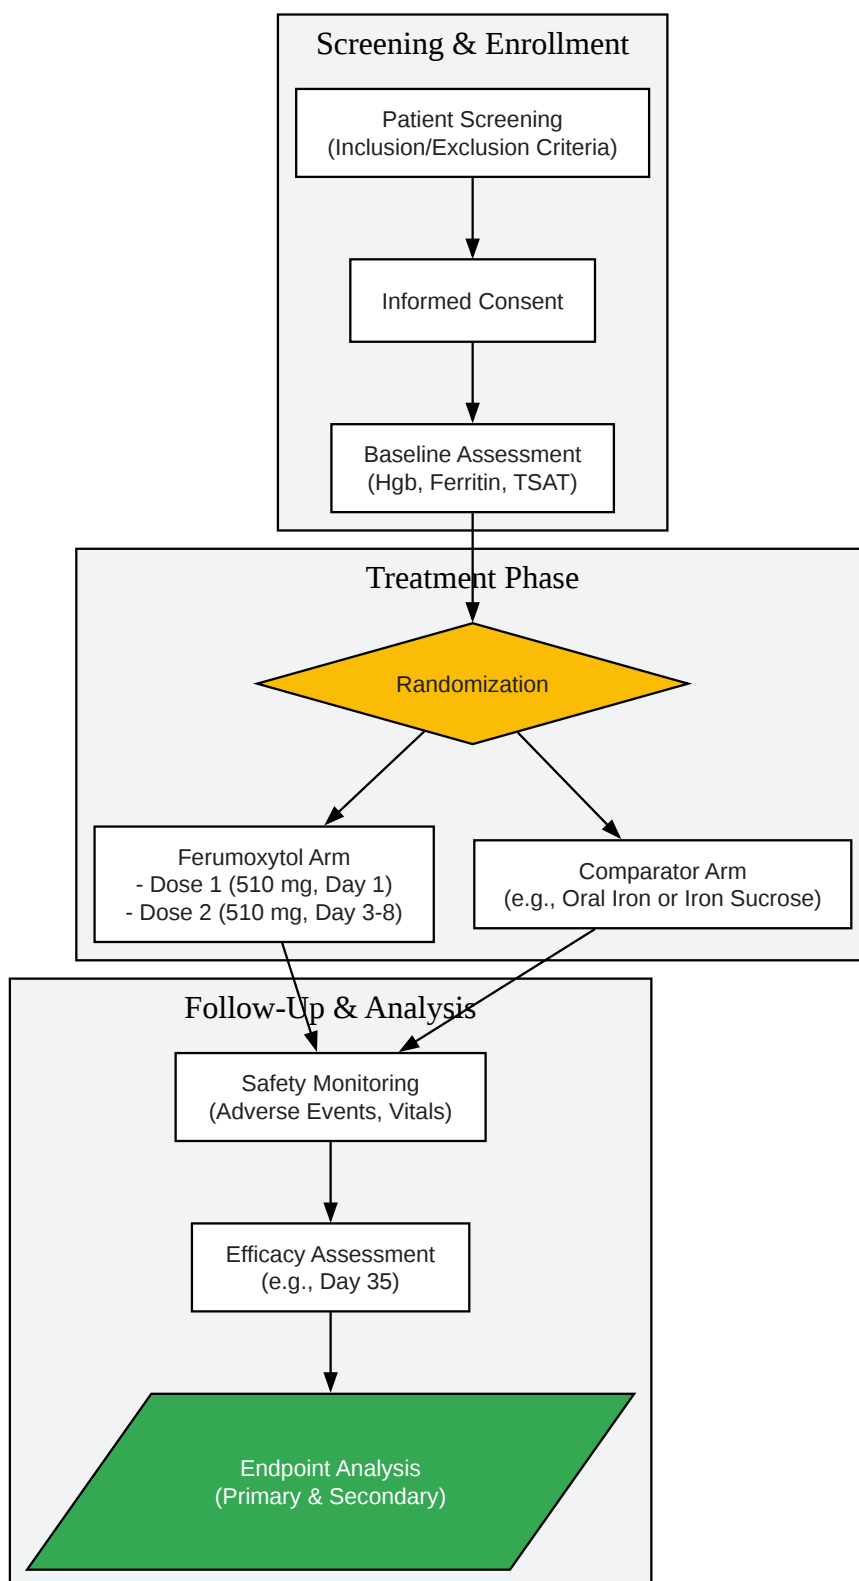 Screening & Enrollment
Patient Screening
(Inclusion/Exclusion Criteria)
Informed Consent
Baseline Assessment
(Hgb, Ferritin, TSAT)
Treatment Phase
Randomization
Ferumoxytol Arm
- Dose 1 (510 mg, Day 1)
- Dose 2 (510 mg, Day 3-8)
Comparator Arm
(e.g., Oral Iron or Iron Sucrose)
Follow-Up & Analysis
Safety Monitoring
(Adverse Events, Vitals)
Efficacy Assessment
(e.g., Day 35)
Endpoint Analysis
(Primary & Secondary)